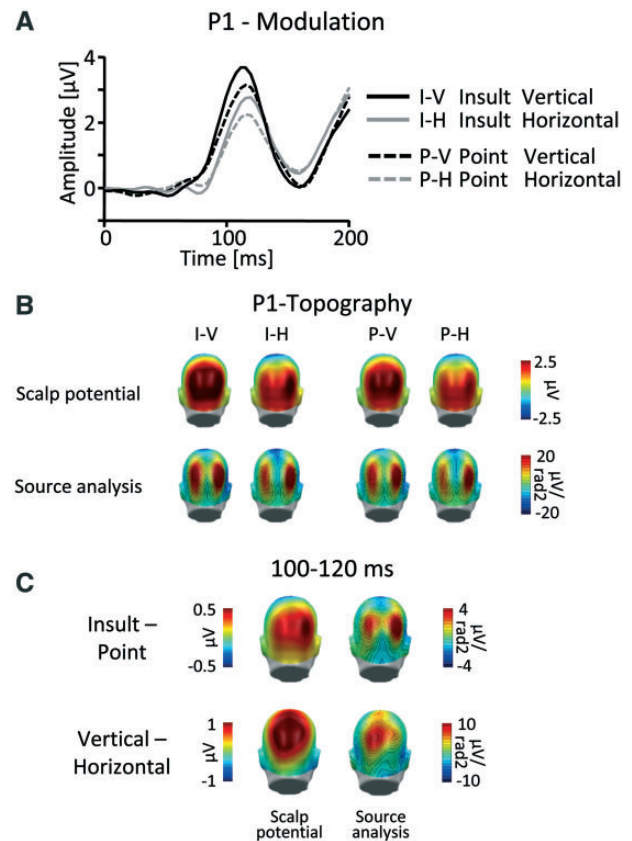 A
P1 - Modulation
Amplitude [µV]
4
2
0
0
100
200
Time [ms]
I-V Insult Vertical
I-H Insult Horizontal
P-V Point Vertical
P-H Point Horizontal
B
P1-Topography
I-V I-H P-V P-H
Scalp potential
2.5
µV
-2.5
Source analysis
20
µV/
rad2
-20
C
100-120 ms
Insult –
Point
0.5
µV
-0.5
4
µV/
rad2
-4
Vertical –
Horizontal
1
µV
-1
10
µV/
rad2
-10
Scalp
potential
Source
analysis